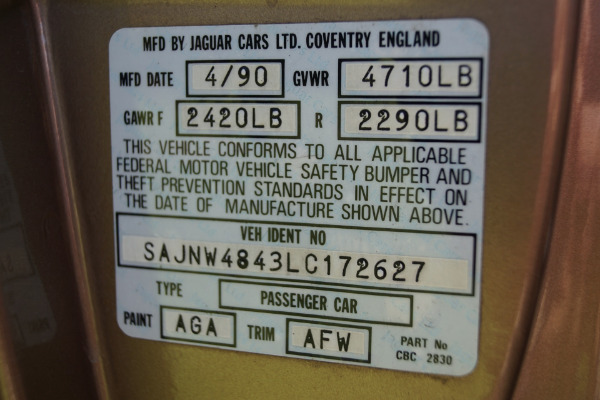 MFD BY JAGUAR CARS LTD. COVENTRY ENGLAND
MFD DATE 4/90 GVWR 4710LB
GAWR F 2420LB R 2290LB
THIS VEHICLE CONFORMS TO ALL APPLICABLE
FEDERAL MOTOR VEHICLE SAFETY BUMPER AND
THEFT PREVENTION STANDARDS IN EFFECT ON
THE DATE OF MANUFACTURE SHOWN ABOVE.
VEH IDENT NO
SAJNW4843LC172627
TYPE PASSENGER CAR
PAINT AGA TRIM AFW PART No
CBC 2830